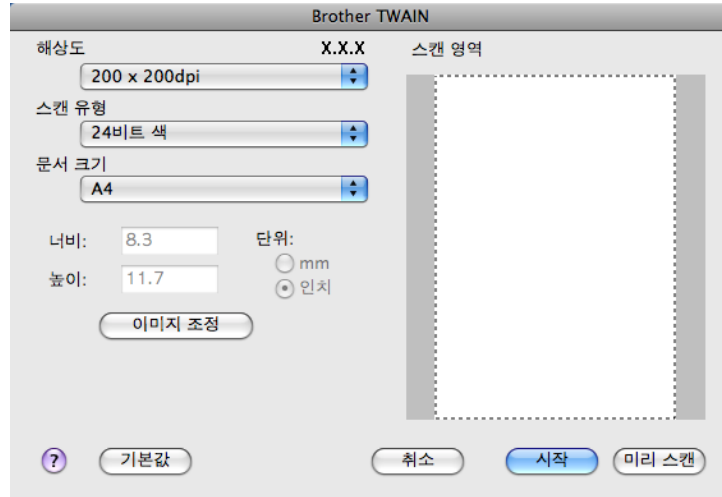 Brother TWAIN
해상도 X.X.X
200 x 200dpi
스캔 유형
24비트 색
문서 크기
A4
너비: 8.3
높이: 11.7
단위:
mm
인치
이미지 조정
스캔 영역
? 기본값 취소 시작 미리 스캔